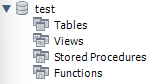 test
Tables
Views
Stored Procedures
Functions